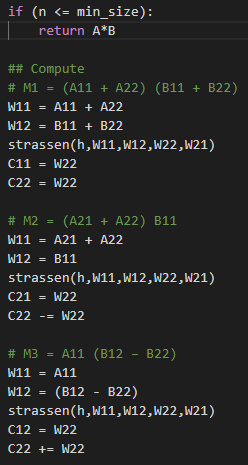 if (n <= min_size):
    return A*B
## Compute
# M1 = (A11 + A22) (B11 + B22)
W11 = A11 + A22
W12 = B11 + B22
strassen(h,W11,W12,W22,W21)
C11 = W22
C22 = W22
# M2 = (A21 + A22) B11
W11 = A21 + A22
W12 = B11
strassen(h,W11,W12,W22,W21)
C21 = W22
C22 -= W22
# M3 = A11 (B12 − B22)
W11 = A11
W12 = (B12 - B22)
strassen(h,W11,W12,W22,W21)
C12 = W22
C22 += W22